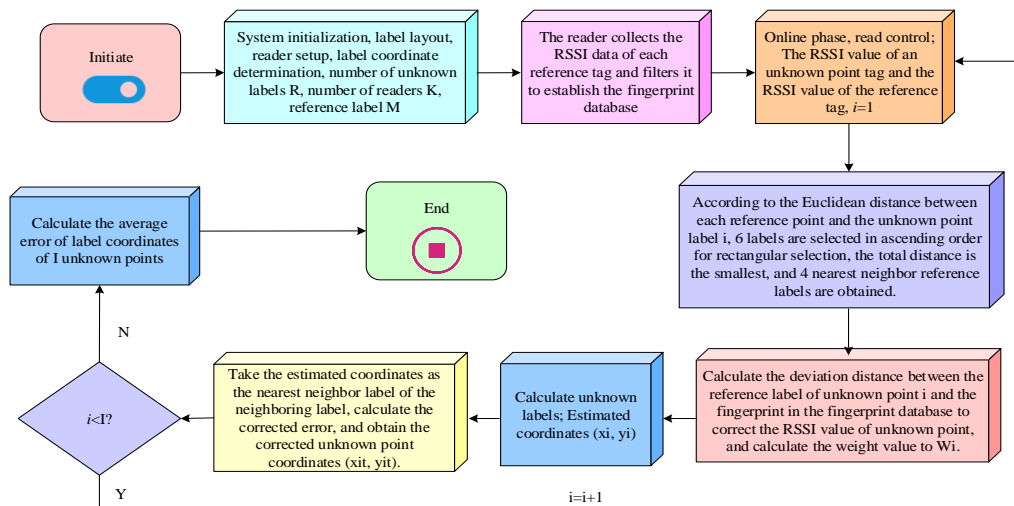 Initiate
System initialization, label layout,
reader setup, label coordinate
determination, number of unknown
labels R, number of readers K,
reference label M
The reader collects the
RSSI data of each
reference tag and filters it
to establish the fingerprint
database
Online phase, read control;
The RSSI value of an
unknown point tag and the
RSSI value of the reference
tag, i=1
According to the Euclidean distance between
each reference point and the unknown point
label i, 6 labels are selected in ascending order
for rectangular selection, the total distance is
the smallest, and 4 nearest neighbor reference
labels are obtained.
Calculate the deviation distance between the
reference label of unknown point i and the
fingerprint in the fingerprint database to
correct the RSSI value of unknown point,
and calculate the weight value to Wi.
Calculate unknown
labels; Estimated
coordinates (xi, yi)
Take the estimated coordinates as
the nearest neighbor label of the
neighboring label, calculate the
corrected error, and obtain the
corrected unknown point
coordinates (xit, yit).
i<I?
N
Y
i=i+1
Calculate the average
error of label coordinates
of I unknown points
End